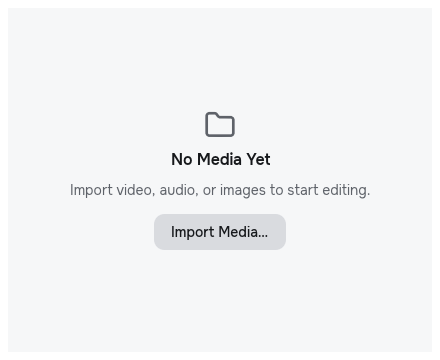 No Media Yet
Import video, audio, or images to start editing.
Import Media...